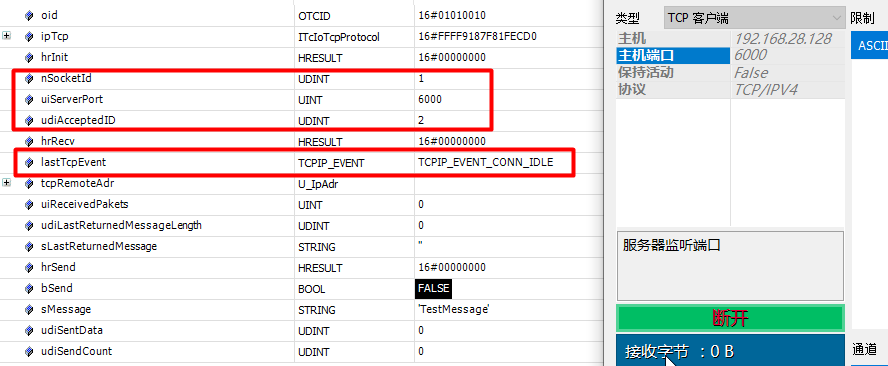 oid OTCID 16#01010010
ipTcp ITcIoTcpProtocol 16#FFFF9187F81FECD0
hrInit HRESULT 16#00000000
nSocketId UDINT 1
uiServerPort UINT 6000
udiAcceptedID UDINT 2
hrRecv HRESULT 16#00000000
lastTcpEvent TCPIP_EVENT TCPIP_EVENT_CONN_IDLE
tcpRemoteAdr U_IpAdr
uiReceivedPakets UINT 0
udiLastReturnedMessageLength UDINT 0
sLastReturnedMessage STRING ''
hrSend HRESULT 16#00000000
bSend BOOL FALSE
sMessage STRING 'TestMessage'
udiSentData UDINT 0
udiSendCount UDINT 0
类型 TCP 客户端 限制
主机 192.168.28.128 ASCII
主机端口 6000
保持活动 False
协议 TCP/IPV4
服务器监听端口
断开
接收字节 : 0 B 通道